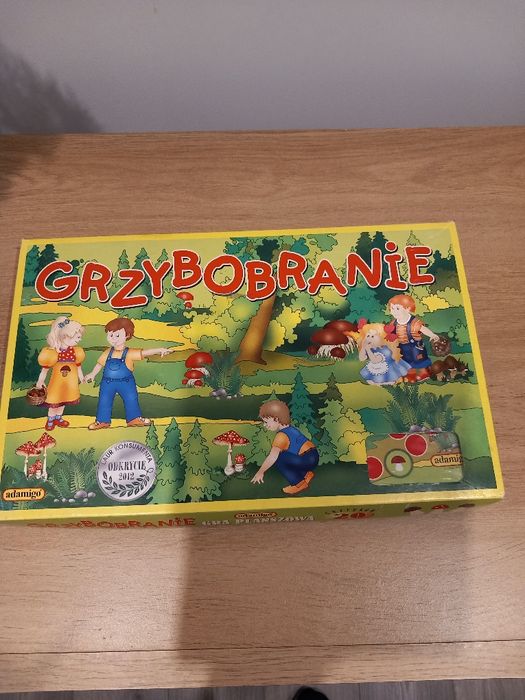 GRZYBOBRANIE
LAUR KONSUMENTA
ODKRYCIE
2012
adamigo
adamigo
GRZYBOBRANIE adamigo GRA PLANSZOWA